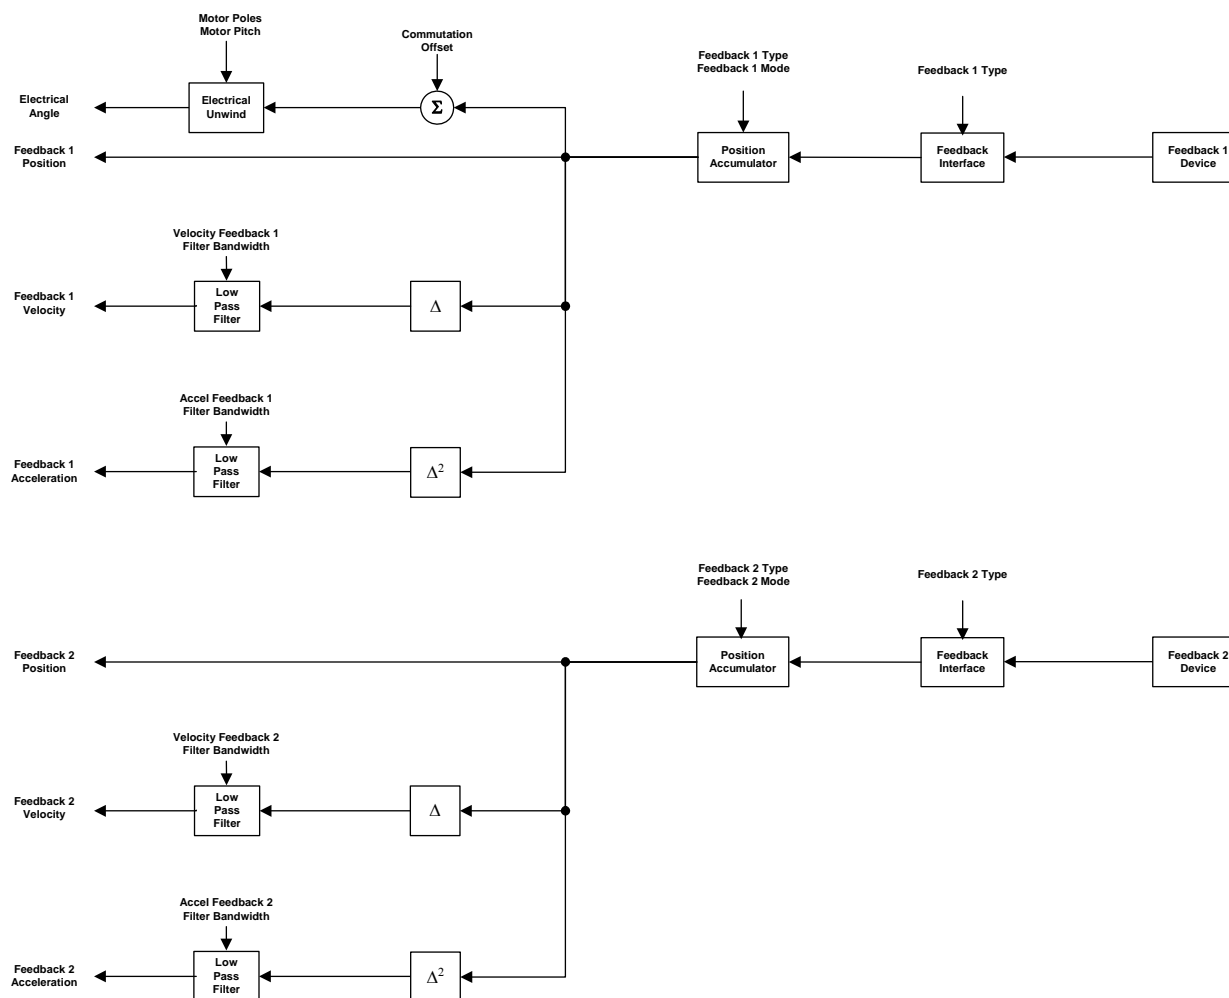 Motor Poles
Motor Pitch
Commutation
Offset
Feedback 1 Type
Feedback 1 Mode
Feedback 1 Type
Electrical
Angle
Electrical
Unwind
Σ
Feedback 1
Position
Position
Accumulator
Feedback
Interface
Feedback 1
Device
Velocity Feedback 1
Filter Bandwidth
Feedback 1
Velocity
Low
Pass
Filter
Δ
Accel Feedback 1
Filter Bandwidth
Feedback 1
Acceleration
Low
Pass
Filter
Δ²
Feedback 2 Type
Feedback 2 Mode
Feedback 2 Type
Feedback 2
Position
Position
Accumulator
Feedback
Interface
Feedback 2
Device
Velocity Feedback 2
Filter Bandwidth
Feedback 2
Velocity
Low
Pass
Filter
Δ
Accel Feedback 2
Filter Bandwidth
Feedback 2
Acceleration
Low
Pass
Filter
Δ²